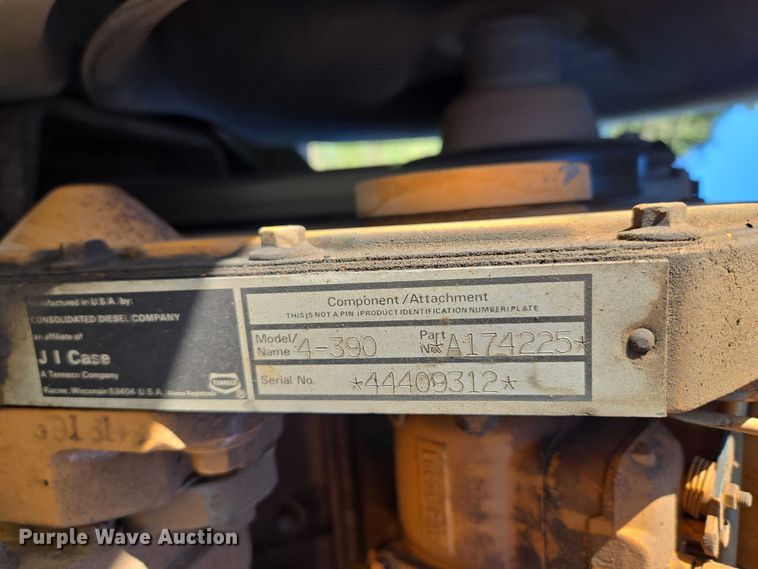 Manufactured in U.S.A. by:
CONSOLIDATED DIESEL COMPANY
an affiliate of
J I Case
A Tenneco Company
Racine, Wisconsin 53404 U.S.A. Marca Registrada
TENNECO
Component/Attachment
THIS IS NOT A PIN (PRODUCT IDENTIFICATION NUMBER) PLATE
Model/Name 4-390 Part No. *A174225*
Serial No. *44409312*
Purple Wave Auction